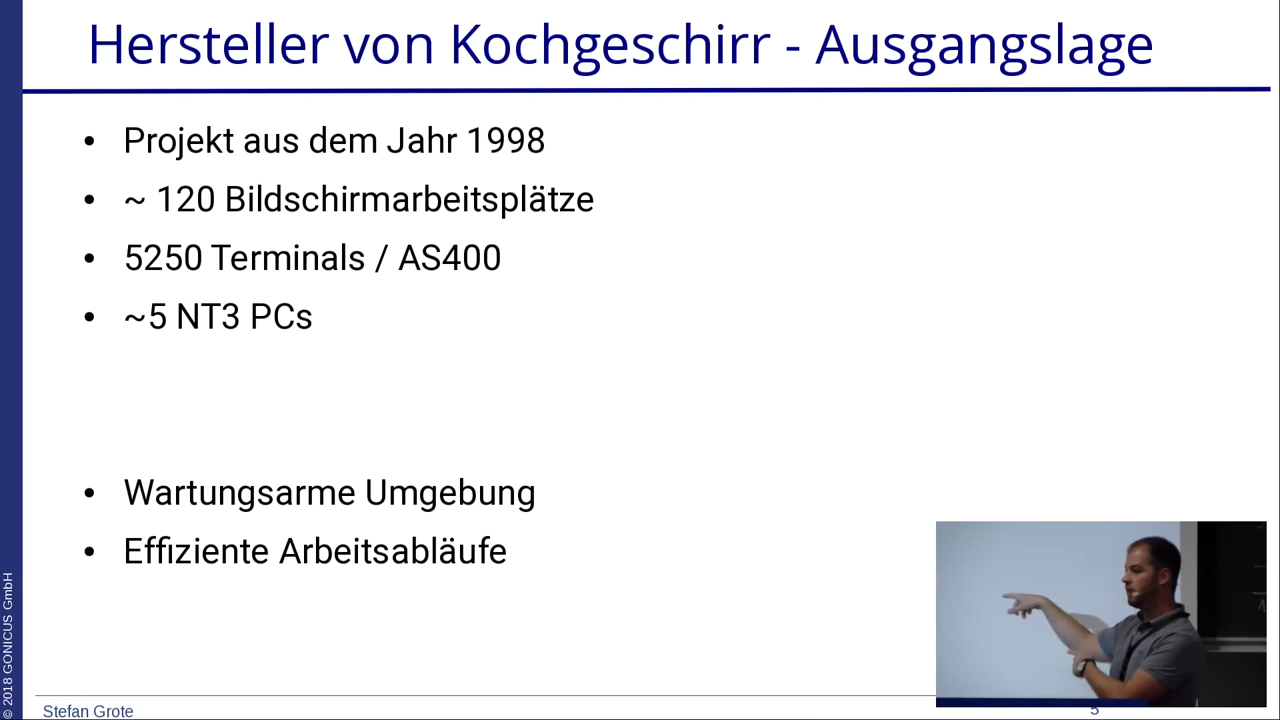 Hersteller von Kochgeschirr - Ausgangslage
• Projekt aus dem Jahr 1998
• ~ 120 Bildschirmarbeitsplätze
• 5250 Terminals / AS400
• ~5 NT3 PCs
• Wartungsarme Umgebung
• Effiziente Arbeitsabläufe
© 2018 GONICUS GmbH
Stefan Grote
5